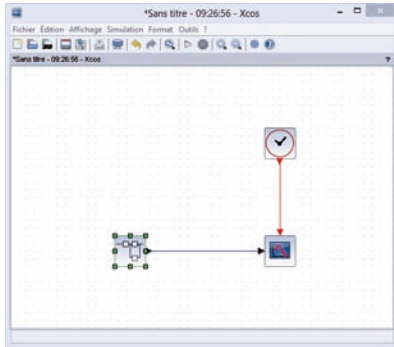 *Sans titre - 09:26:56 - Xcos
Fichier Édition Affichage Simulation Format Outils ?
*Sans titre - 09:26:56 - Xcos ?